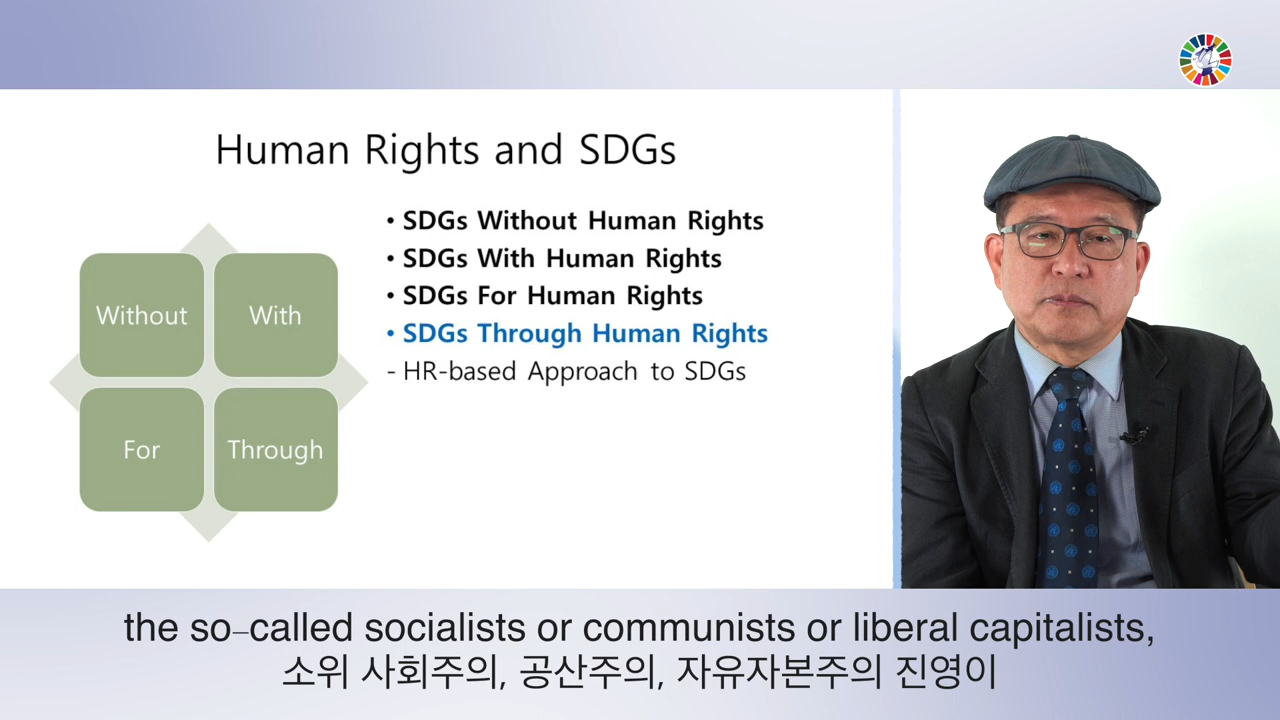 Human Rights and SDGs
Without
With
For
Through
• SDGs Without Human Rights
• SDGs With Human Rights
• SDGs For Human Rights
• SDGs Through Human Rights
- HR-based Approach to SDGs
the so–called socialists or communists or liberal capitalists,
소위 사회주의, 공산주의, 자유자본주의 진영이